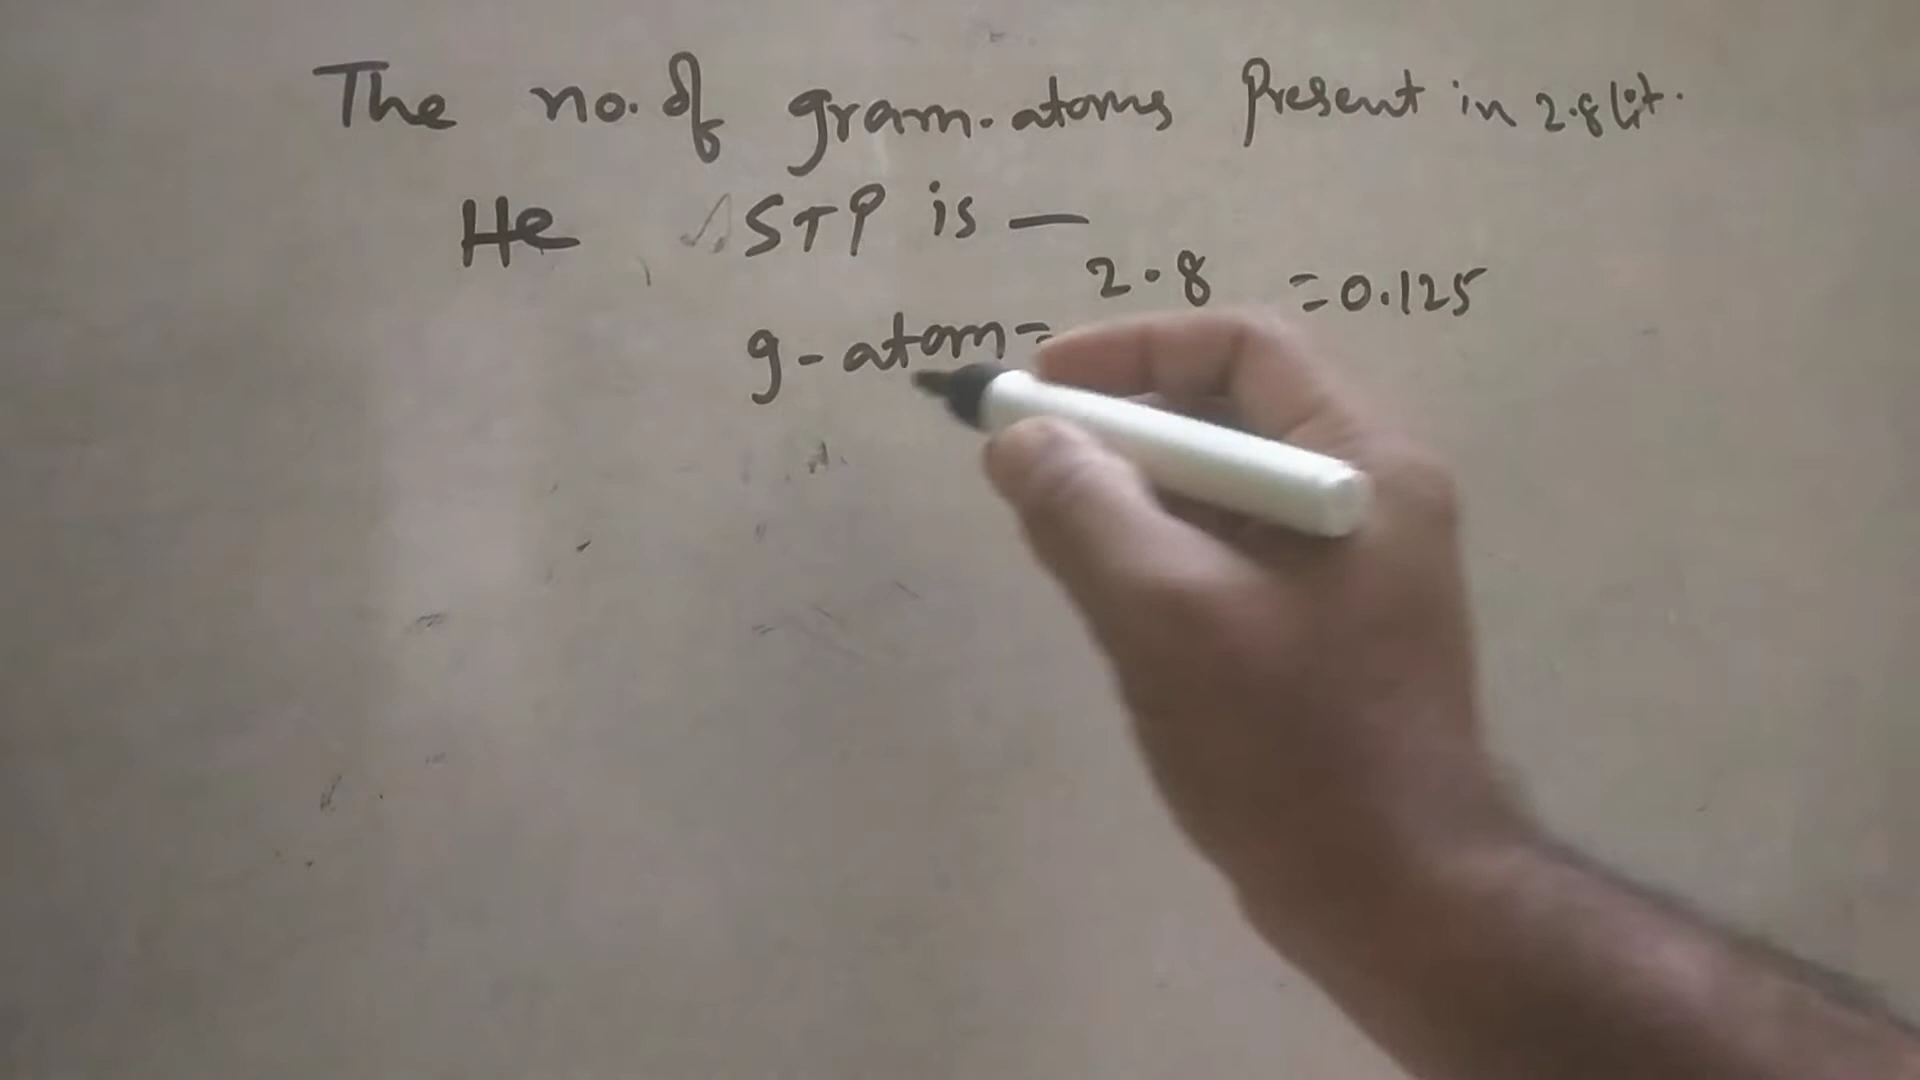 The no. of gram. atoms Present in 2.8 lit.
He STP is —
2.8 = 0.125
g - atom =